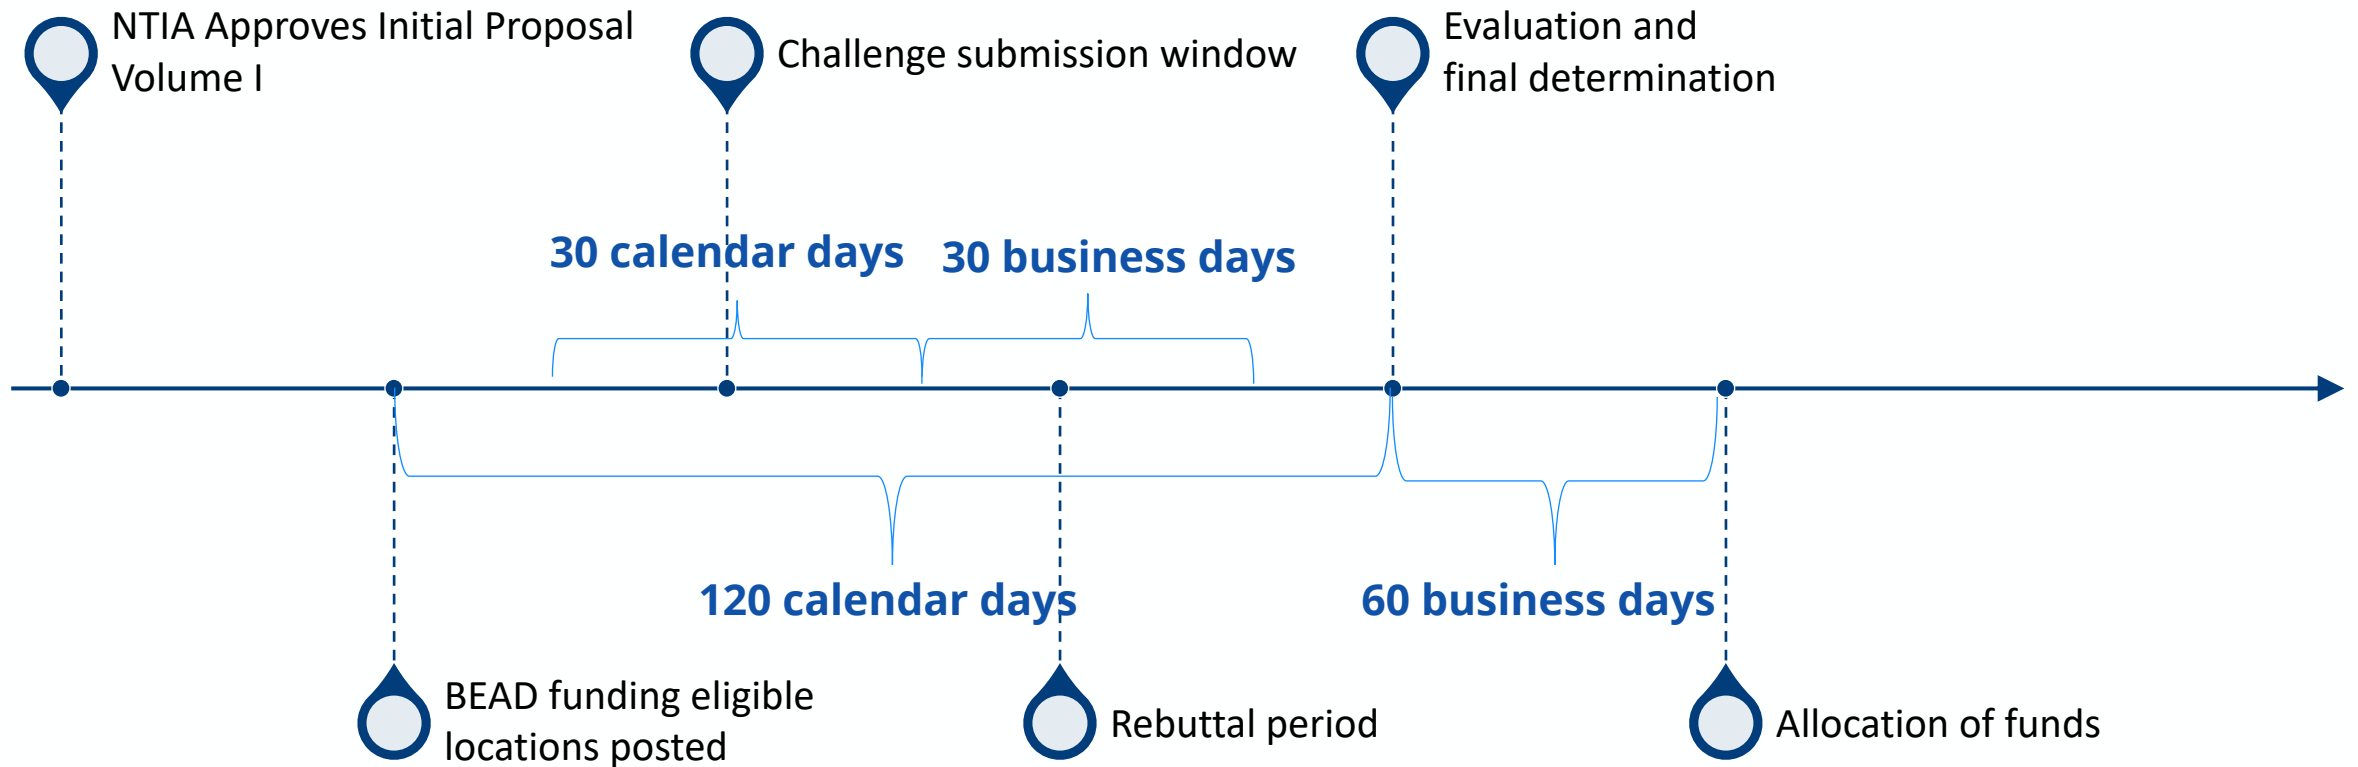 NTIA Approves Initial Proposal
Volume I
Challenge submission window
Evaluation and
final determination
30 calendar days
30 business days
120 calendar days
60 business days
BEAD funding eligible
locations posted
Rebuttal period
Allocation of funds